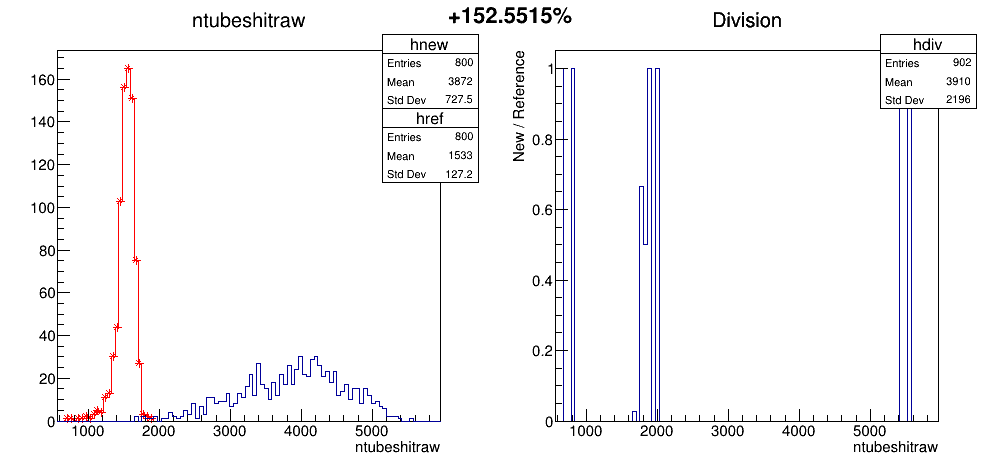 +152.5515%
ntubeshitraw
hnew
Entries 800
Mean 3872
Std Dev 727.5
href
Entries 800
Mean 1533
Std Dev 127.2
160
140
120
100
80
60
40
20
0
1000 2000 3000 4000 5000
ntubeshitraw
Division
hdiv
Entries 902
Mean 3910
Std Dev 2196
New / Reference
1
0.8
0.6
0.4
0.2
0
1000 2000 3000 4000 5000
ntubeshitraw